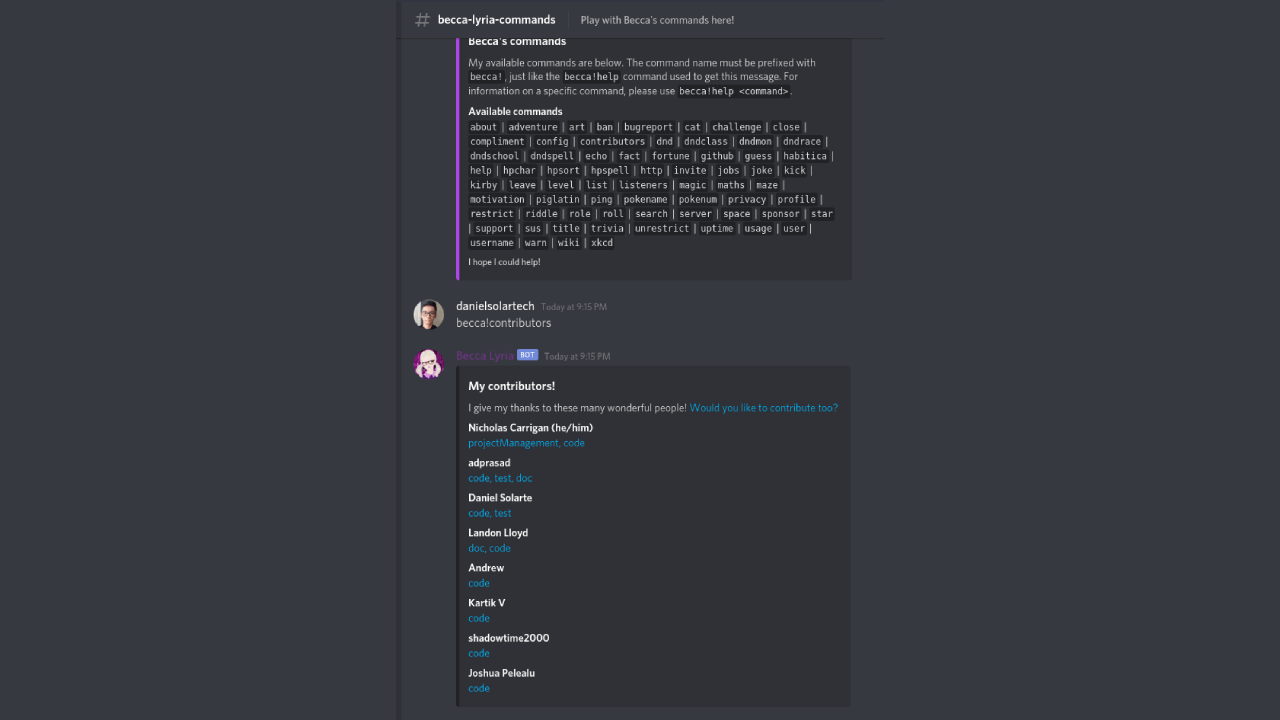 # becca-lyria-commands Play with Becca's commands here!
Becca's commands
My available commands are below. The command name must be prefixed with
becca! , just like the becca!help command used to get this message. For
information on a specific command, please use becca!help <command> .
Available commands
about | adventure | art | ban | bugreport | cat | challenge | close |
compliment | config | contributors | dnd | dndclass | dndmon | dndrace |
dndschool | dndspell | echo | fact | fortune | github | guess | habitica |
help | hpchar | hpsort | hpspell | http | invite | jobs | joke | kick |
kirby | leave | level | list | listeners | magic | maths | maze |
motivation | piglatin | ping | pokename | pokenum | privacy | profile |
restrict | riddle | role | roll | search | server | space | sponsor | star
| support | sus | title | trivia | unrestrict | uptime | usage | user |
username | warn | wiki | xkcd
I hope I could help!
danielsolartech Today at 9:15 PM
becca!contributors
Becca Lyria BOT Today at 9:15 PM
My contributors!
I give my thanks to these many wonderful people! Would you like to contribute too?
Nicholas Carrigan (he/him)
projectManagement, code
adprasad
code, test, doc
Daniel Solarte
code, test
Landon Lloyd
doc, code
Andrew
code
Kartik V
code
shadowtime2000
code
Joshua Pelealu
code